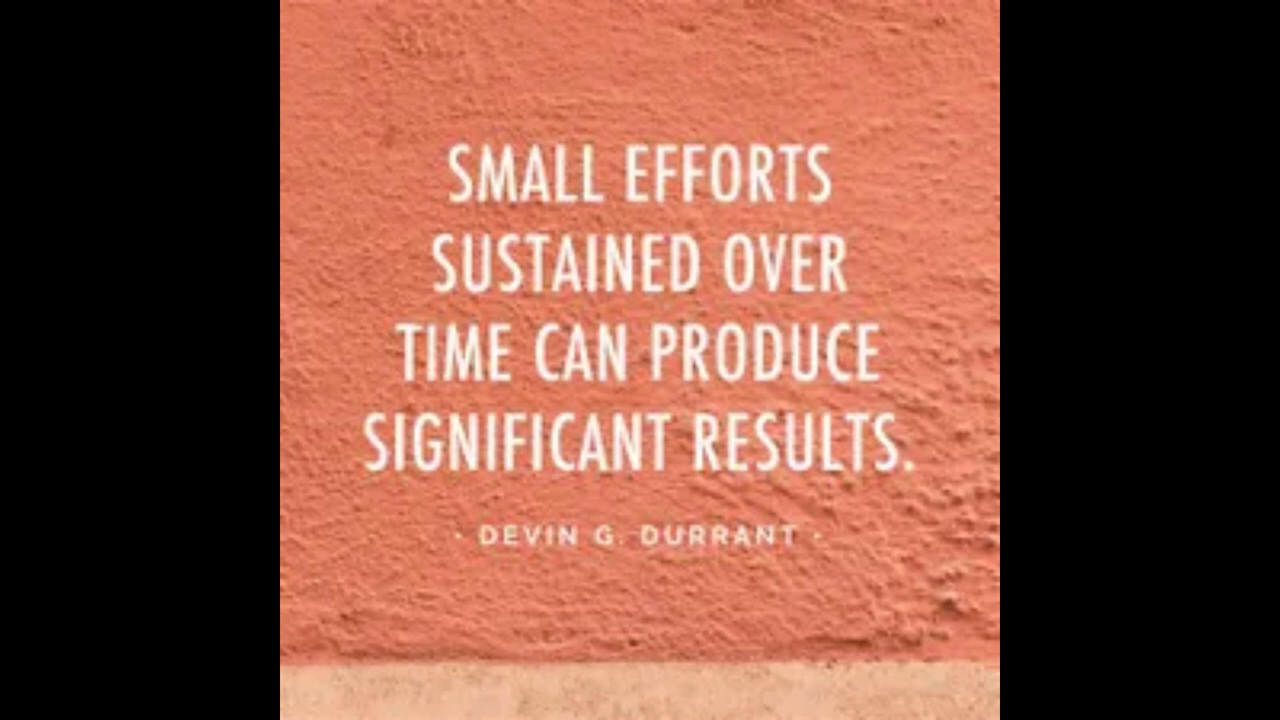 SMALL EFFORTS
SUSTAINED OVER
TIME CAN PRODUCE
SIGNIFICANT RESULTS.
· DEVIN G. DURRANT ·